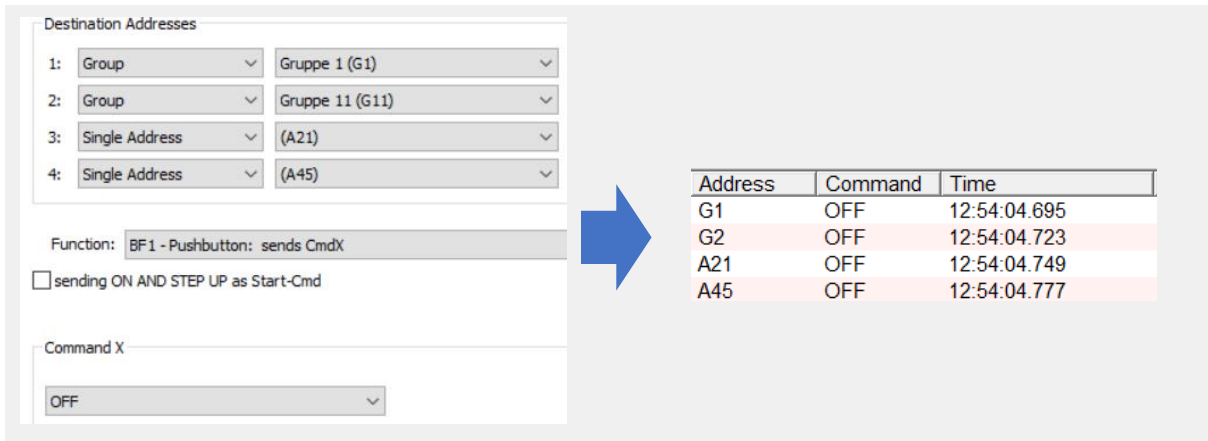 Destination Addresses
1: Group Gruppe 1 (G1)
2: Group Gruppe 11 (G11)
3: Single Address (A21)
4: Single Address (A45)
Function: BF1 - Pushbutton: sends CmdX
sending ON AND STEP UP as Start-Cmd
Command X
OFF
Address Command Time
G1 OFF 12:54:04.695
G2 OFF 12:54:04.723
A21 OFF 12:54:04.749
A45 OFF 12:54:04.777